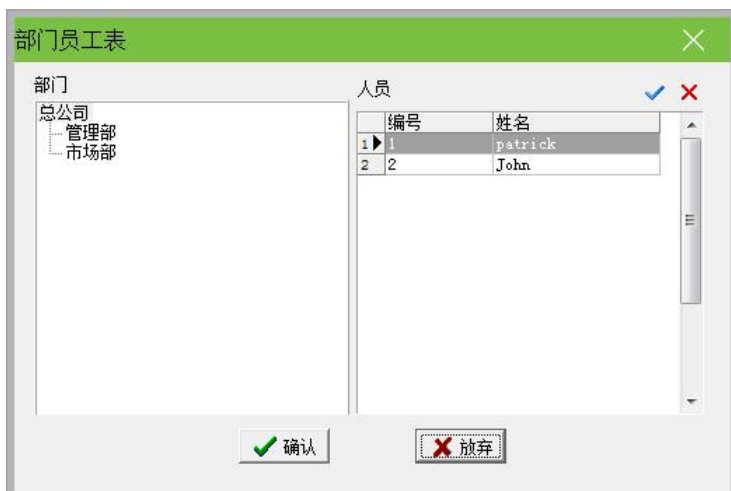 部门员工表
部门
总公司
管理部
市场部
人员
编号 姓名
1 1 patrick
2 2 John
确认
放弃